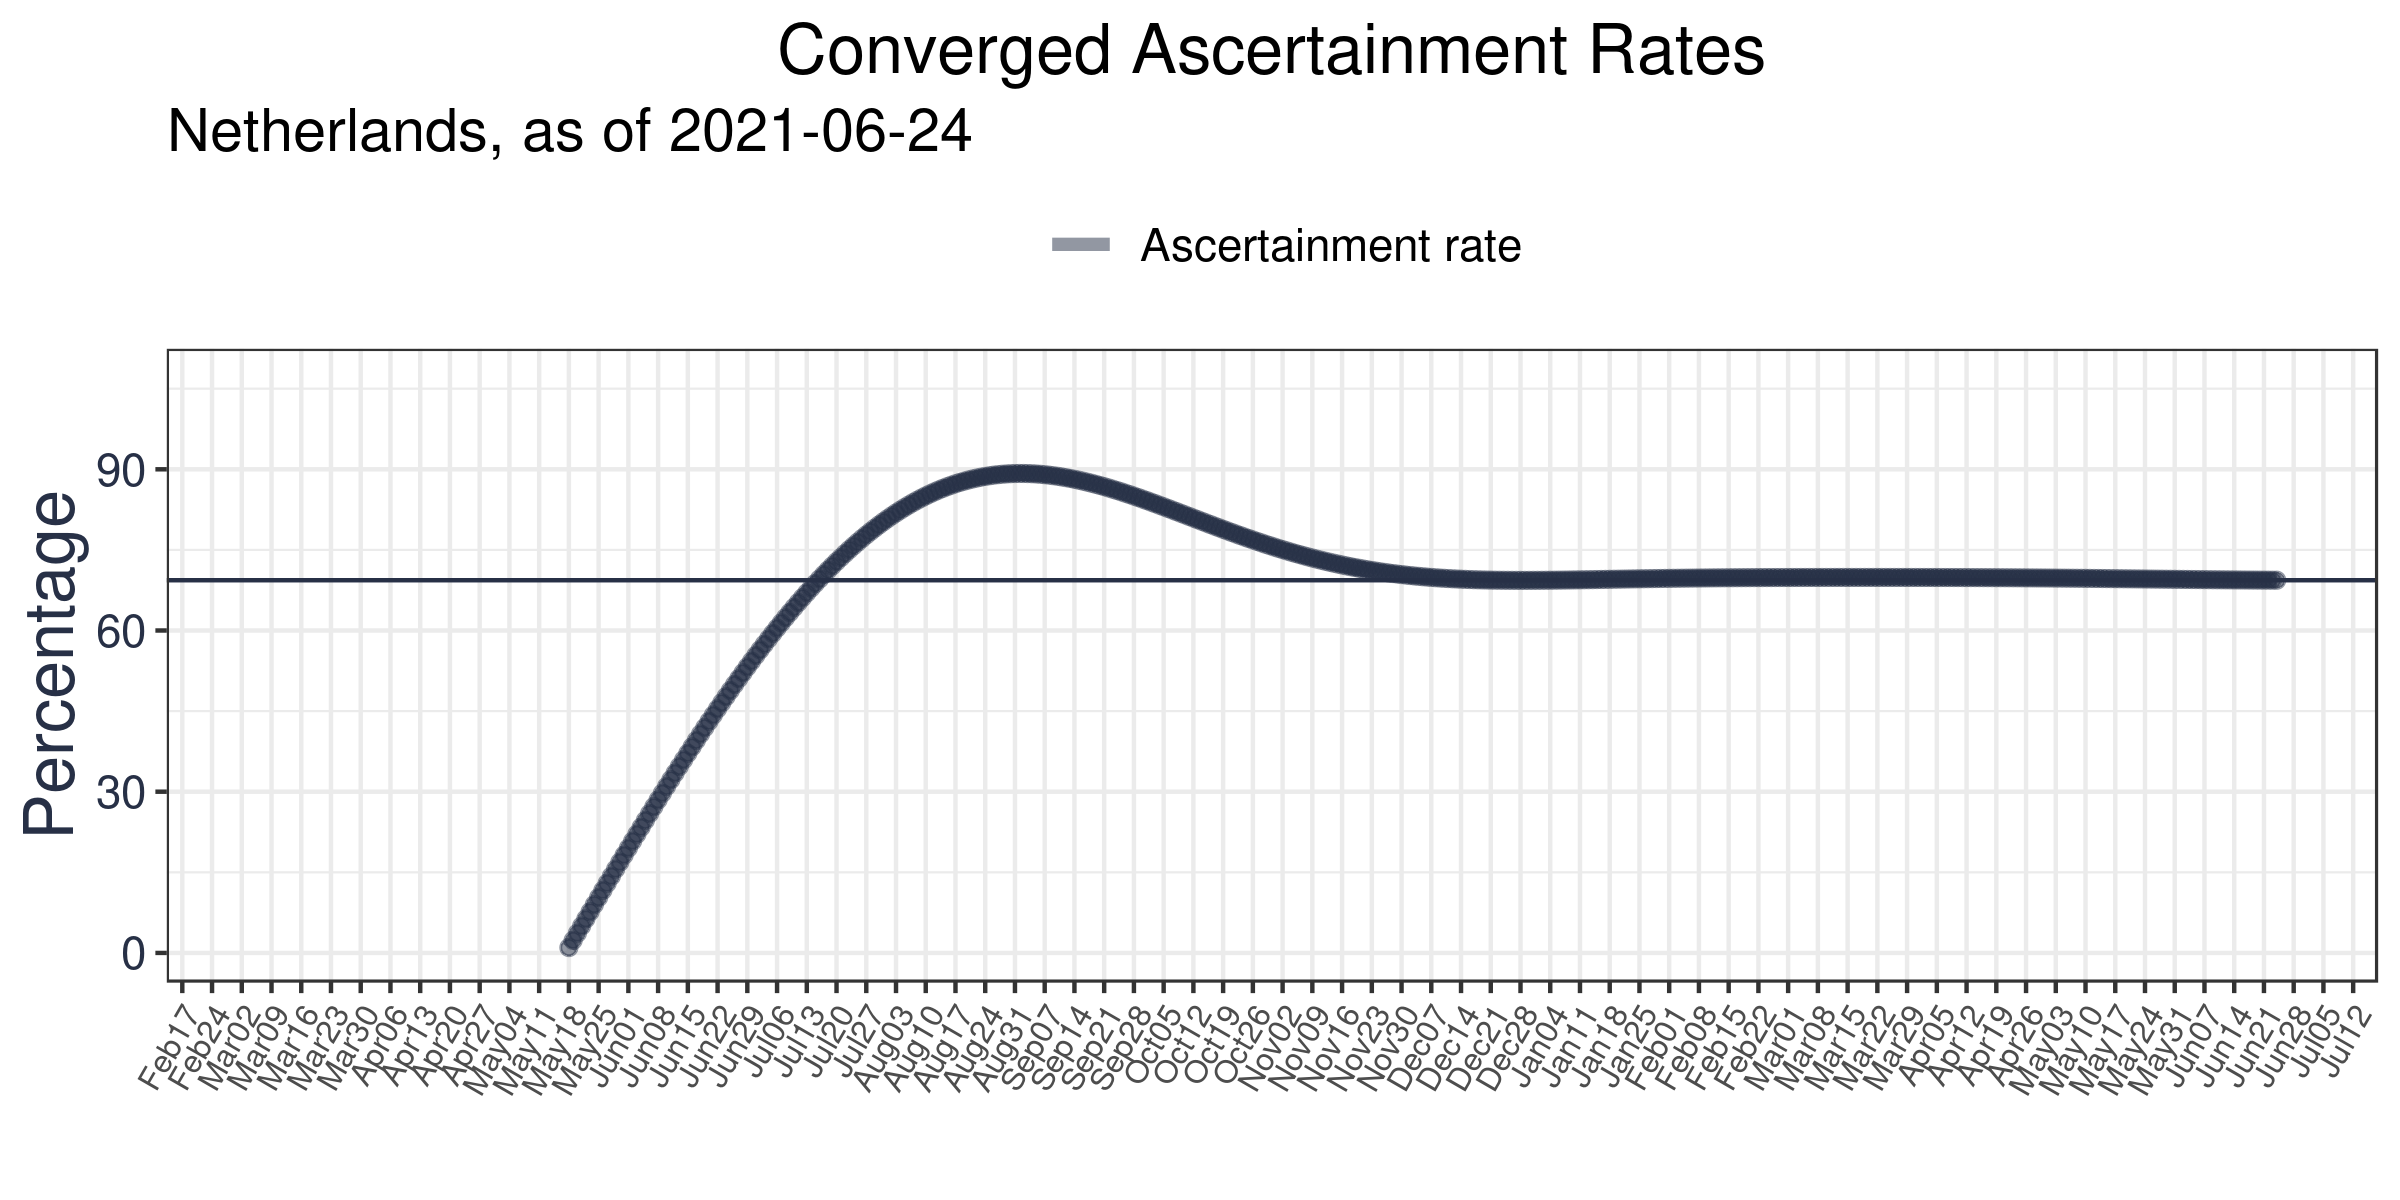 Converged Ascertainment Rates
Netherlands, as of 2021-06-24
Ascertainment rate
Percentage
90
60
30
0
Feb17
Feb24
Mar02
Mar09
Mar16
Mar23
Mar30
Apr06
Apr13
Apr20
Apr27
May04
May11
May18
May25
Jun01
Jun08
Jun15
Jun22
Jun29
Jul06
Jul13
Jul20
Jul27
Aug03
Aug10
Aug17
Aug24
Aug31
Sep07
Sep14
Sep21
Sep28
Oct05
Oct12
Oct19
Oct26
Nov02
Nov09
Nov16
Nov23
Nov30
Dec07
Dec14
Dec21
Dec28
Jan04
Jan11
Jan18
Jan25
Feb01
Feb08
Feb15
Feb22
Mar01
Mar08
Mar15
Mar22
Mar29
Apr05
Apr12
Apr19
Apr26
May03
May10
May17
May24
May31
Jun07
Jun14
Jun21
Jun28
Jul05
Jul12